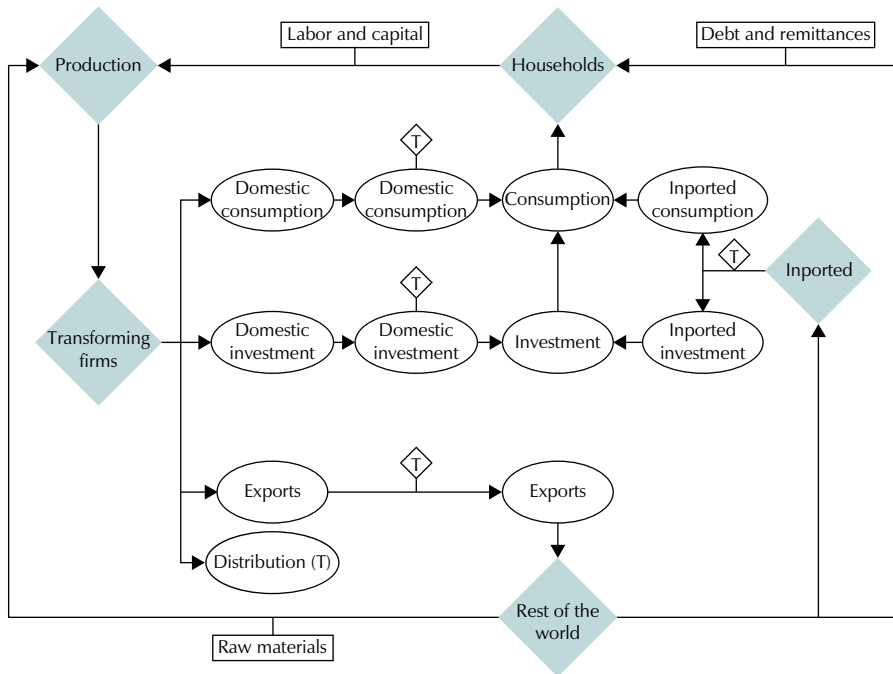 Labor and capital
Debt and remittances
Production
Households
T
Domestic
consumption
Domestic
consumption
Consumption
Inported
consumption
T
Inported
T
Transforming
firms
Domestic
investment
Domestic
investment
Investment
Inported
investment
T
Exports
Exports
Distribution (T)
Rest of the
world
Raw materials